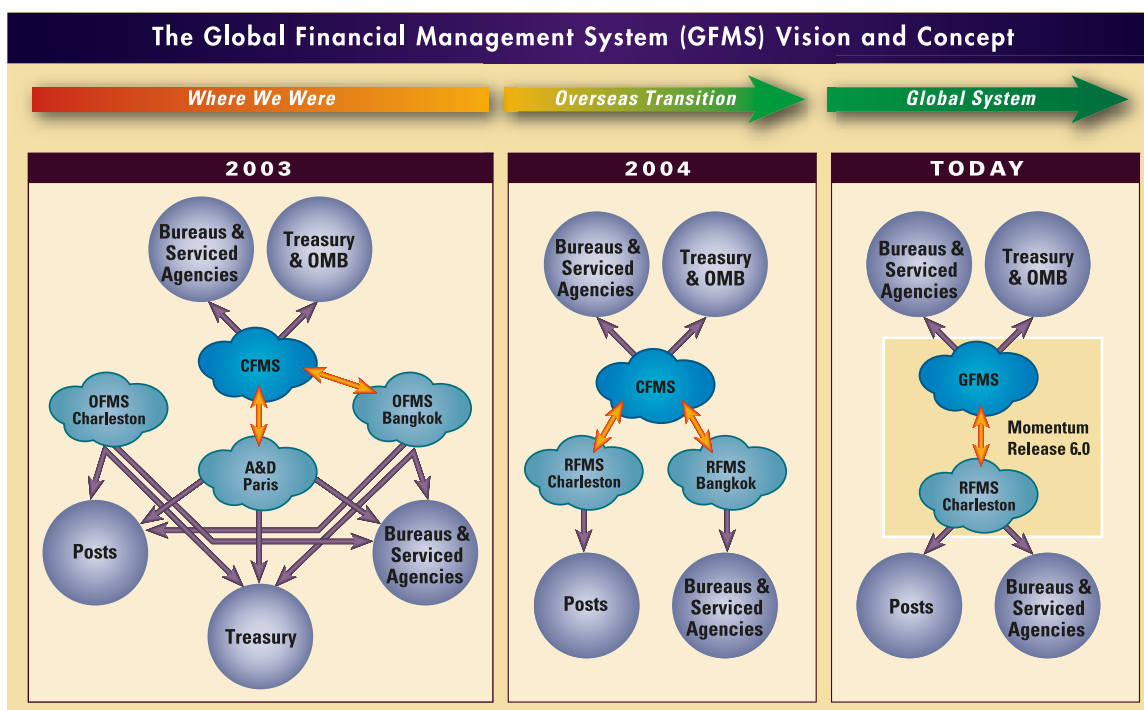 The Global Financial Management System (GFMS) Vision and Concept
Where We Were
Overseas Transition
Global System
2003
Bureaus &
Serviced
Agencies
Treasury
& OMB
CFMS
OFMS
Charleston
OFMS
Bangkok
A&D
Paris
Posts
Bureaus &
Serviced
Agencies
Treasury
2004
Bureaus &
Serviced
Agencies
Treasury
& OMB
CFMS
RFMS
Charleston
RFMS
Bangkok
Posts
Bureaus &
Serviced
Agencies
TODAY
Bureaus &
Serviced
Agencies
Treasury
& OMB
GFMS
Momentum
Release 6.0
RFMS
Charleston
Posts
Bureaus &
Serviced
Agencies